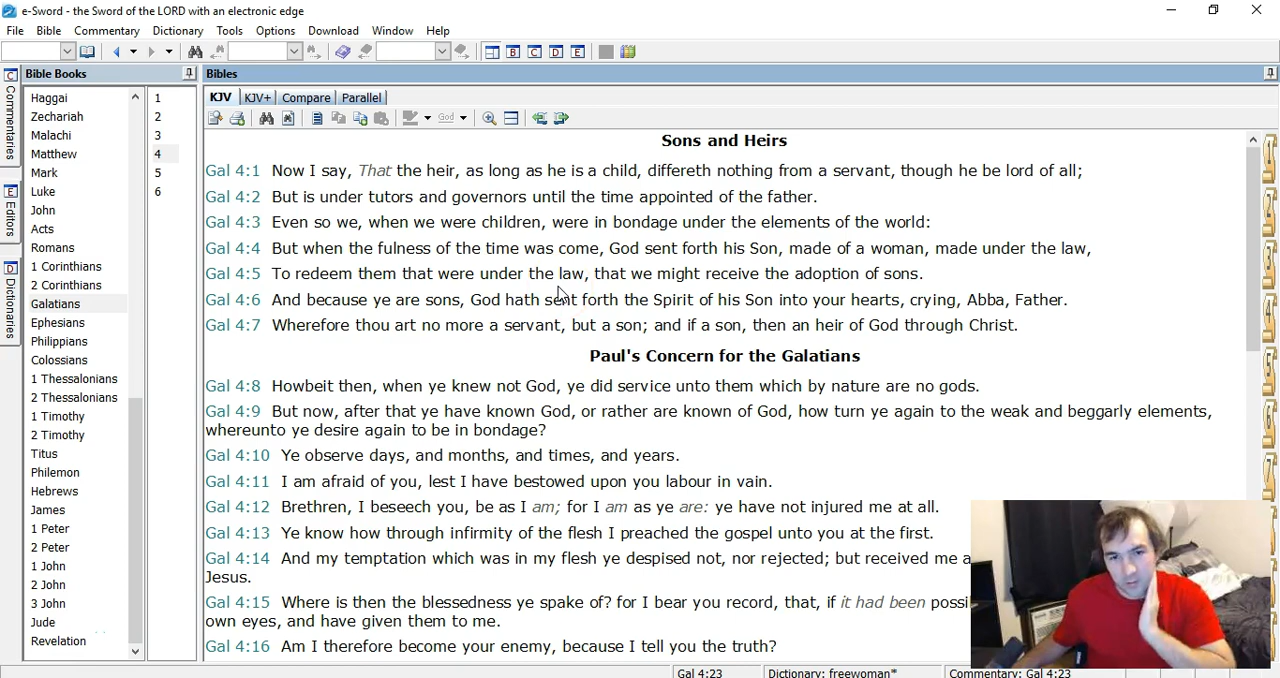 e-Sword - the Sword of the LORD with an electronic edge
File Bible Commentary Dictionary Tools Options Download Window Help
B C D E
C Commentaries
E Editors
D Dictionaries
Bible Books
Haggai
Zechariah
Malachi
Matthew
Mark
Luke
John
Acts
Romans
1 Corinthians
2 Corinthians
Galatians
Ephesians
Philippians
Colossians
1 Thessalonians
2 Thessalonians
1 Timothy
2 Timothy
Titus
Philemon
Hebrews
James
1 Peter
2 Peter
1 John
2 John
3 John
Jude
Revelation
1
2
3
4
5
6
Bibles
KJV KJV+ Compare Parallel
God
Sons and Heirs
Gal 4:1 Now I say, That the heir, as long as he is a child, differeth nothing from a servant, though he be lord of all;
Gal 4:2 But is under tutors and governors until the time appointed of the father.
Gal 4:3 Even so we, when we were children, were in bondage under the elements of the world:
Gal 4:4 But when the fulness of the time was come, God sent forth his Son, made of a woman, made under the law,
Gal 4:5 To redeem them that were under the law, that we might receive the adoption of sons.
Gal 4:6 And because ye are sons, God hath sent forth the Spirit of his Son into your hearts, crying, Abba, Father.
Gal 4:7 Wherefore thou art no more a servant, but a son; and if a son, then an heir of God through Christ.
Paul's Concern for the Galatians
Gal 4:8 Howbeit then, when ye knew not God, ye did service unto them which by nature are no gods.
Gal 4:9 But now, after that ye have known God, or rather are known of God, how turn ye again to the weak and beggarly elements,
whereunto ye desire again to be in bondage?
Gal 4:10 Ye observe days, and months, and times, and years.
Gal 4:11 I am afraid of you, lest I have bestowed upon you labour in vain.
Gal 4:12 Brethren, I beseech you, be as I am; for I am as ye are: ye have not injured me at all.
Gal 4:13 Ye know how through infirmity of the flesh I preached the gospel unto you at the first.
Gal 4:14 And my temptation which was in my flesh ye despised not, nor rejected; but received me a
Jesus.
Gal 4:15 Where is then the blessedness ye spake of? for I bear you record, that, if it had been possi
own eyes, and have given them to me.
Gal 4:16 Am I therefore become your enemy, because I tell you the truth?
1
2
3
4
5
6
7
Gal 4:23 Dictionary: freewoman* Commentary: Gal 4:23